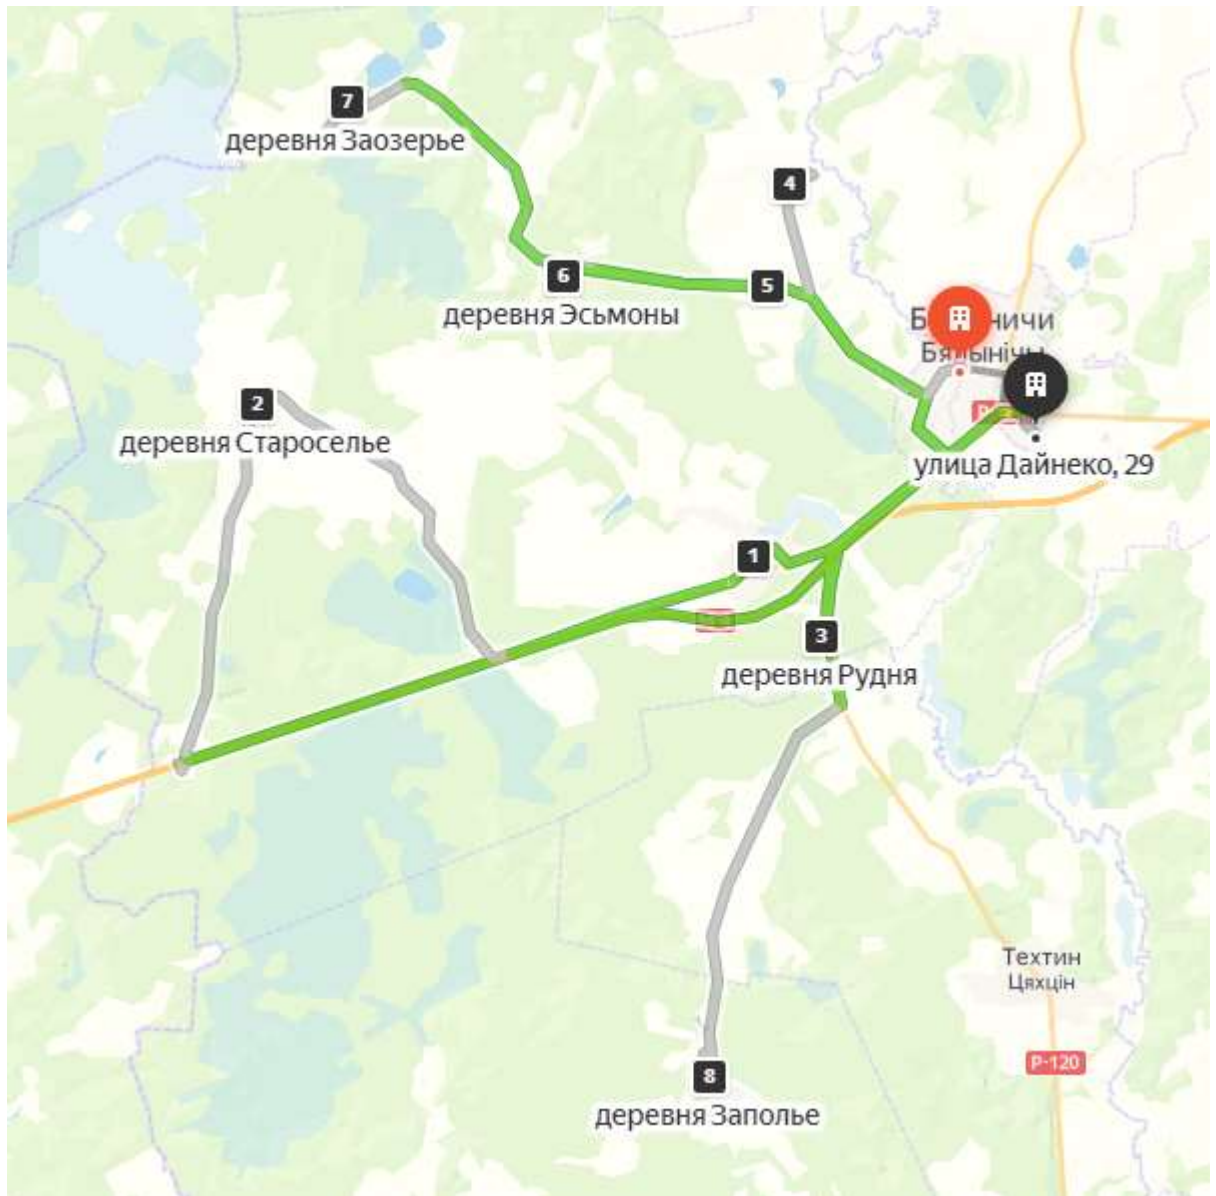 7
деревня Заозерье
4
6
5
деревня Эсьмоны
2
деревня Староселье
улица Дайнеко, 29
1
3
деревня Рудня
Техтин
Цяхцін
Р-120
8
деревня Заполье